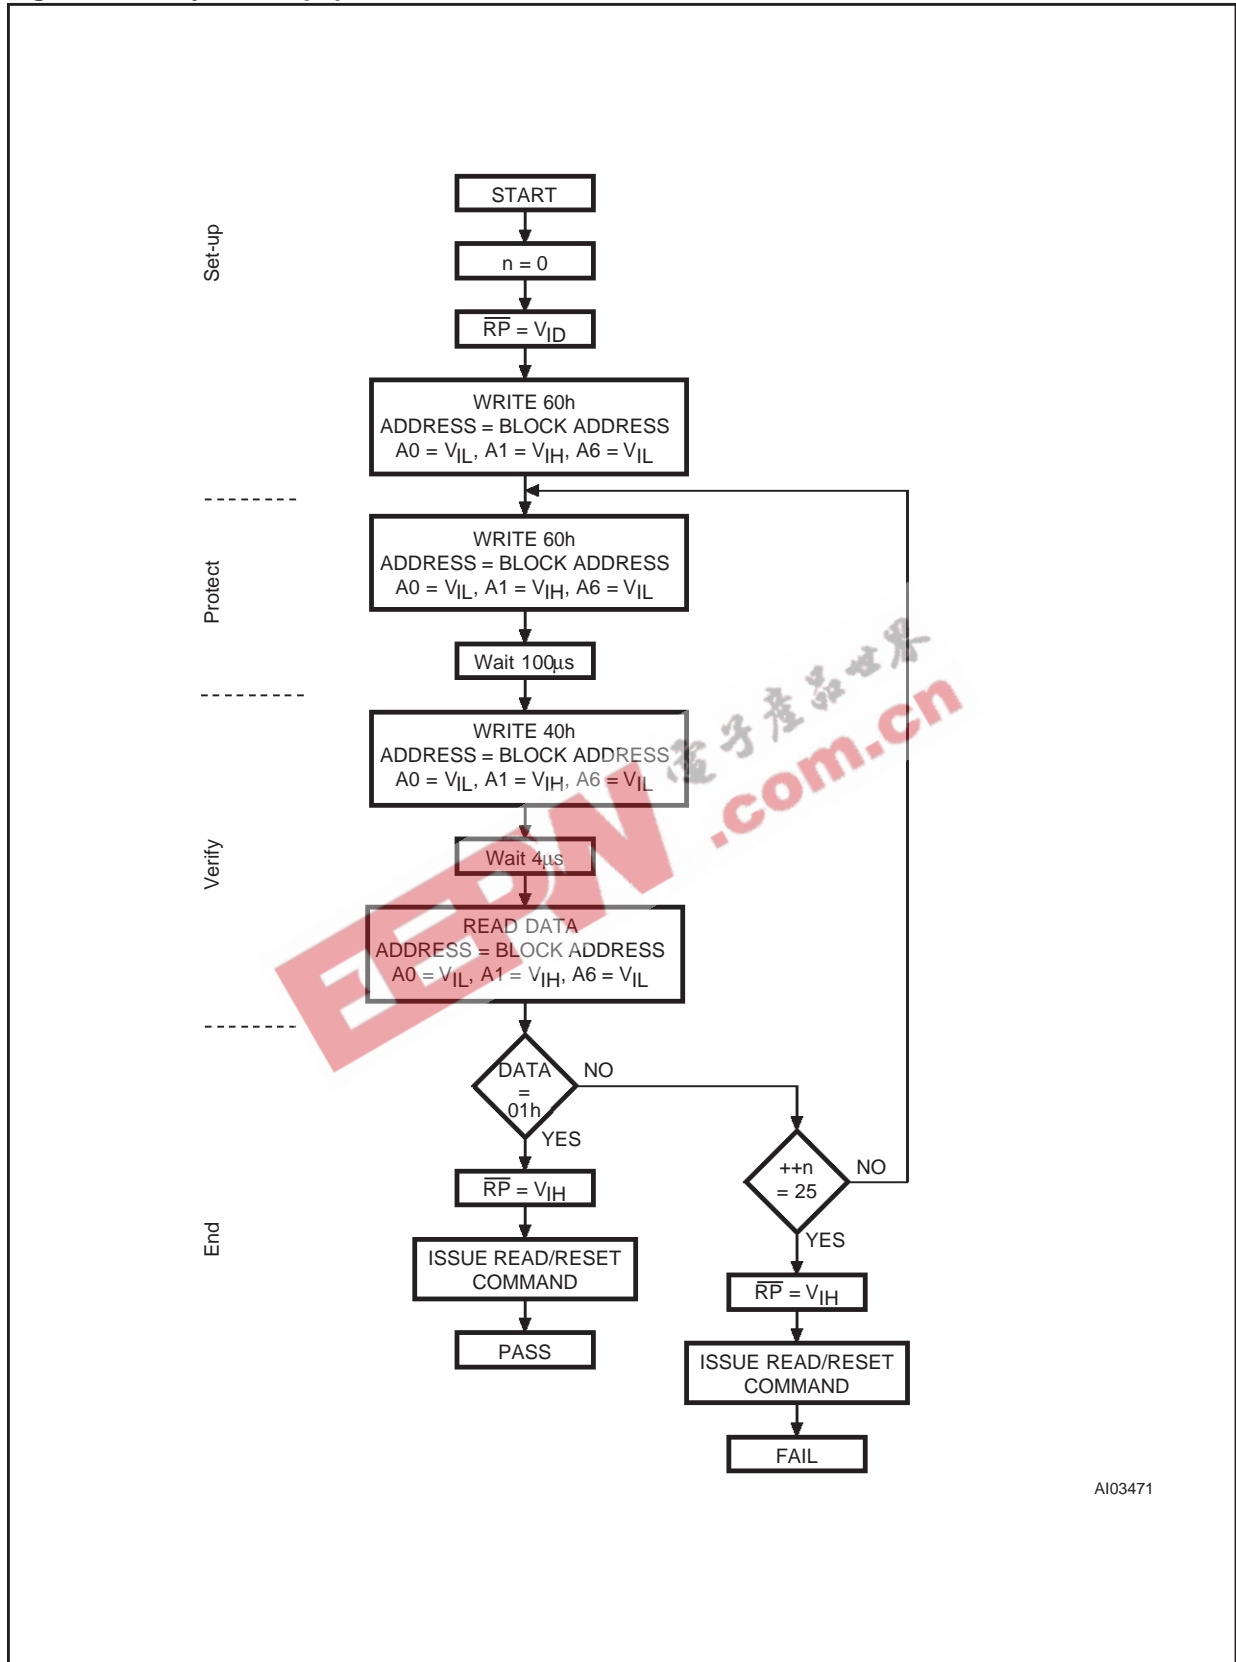 START
Set-up
n = 0
RP = VID
WRITE 60h
ADDRESS = BLOCK ADDRESS
A0 = VIL, A1 = VIH, A6 = VIL
Protect
WRITE 60h
ADDRESS = BLOCK ADDRESS
A0 = VIL, A1 = VIH, A6 = VIL
Wait 100μs
Verify
WRITE 40h
ADDRESS = BLOCK ADDRESS
A0 = VIL, A1 = VIH, A6 = VIL
Wait 4μs
READ DATA
ADDRESS = BLOCK ADDRESS
A0 = VIL, A1 = VIH, A6 = VIL
EEPW
.com.cn
電子產品世界
End
DATA
=
01h
NO
YES
++n
= 25
NO
YES
RP = VIH
ISSUE READ/RESET
COMMAND
PASS
RP = VIH
ISSUE READ/RESET
COMMAND
FAIL
AI03471